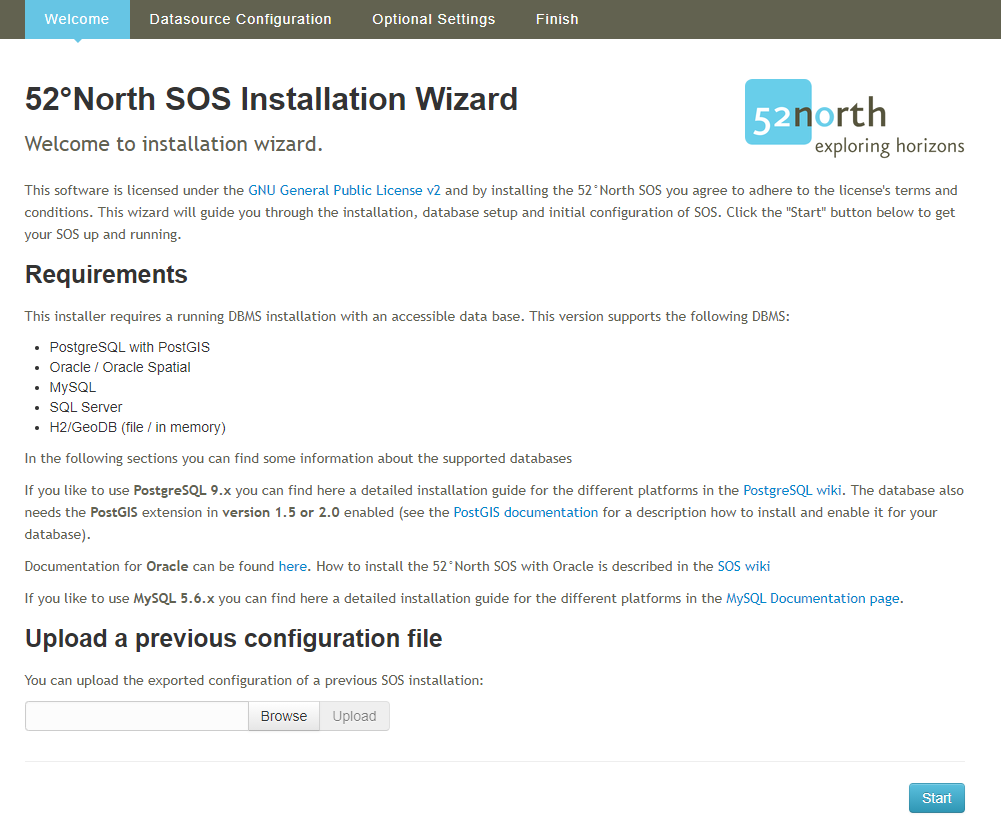 Welcome Datasource Configuration Optional Settings Finish
52°North SOS Installation Wizard
52north
exploring horizons
Welcome to installation wizard.
This software is licensed under the GNU General Public License v2 and by installing the 52°North SOS you agree to adhere to the license's terms and
conditions. This wizard will guide you through the installation, database setup and initial configuration of SOS. Click the "Start" button below to get
your SOS up and running.
Requirements
This installer requires a running DBMS installation with an accessible data base. This version supports the following DBMS:
• PostgreSQL with PostGIS
• Oracle / Oracle Spatial
• MySQL
• SQL Server
• H2/GeoDB (file / in memory)
In the following sections you can find some information about the supported databases
If you like to use PostgreSQL 9.x you can find here a detailed installation guide for the different platforms in the PostgreSQL wiki. The database also
needs the PostGIS extension in version 1.5 or 2.0 enabled (see the PostGIS documentation for a description how to install and enable it for your
database).
Documentation for Oracle can be found here. How to install the 52°North SOS with Oracle is described in the SOS wiki
If you like to use MySQL 5.6.x you can find here a detailed installation guide for the different platforms in the MySQL Documentation page.
Upload a previous configuration file
You can upload the exported configuration of a previous SOS installation:
Browse Upload
Start